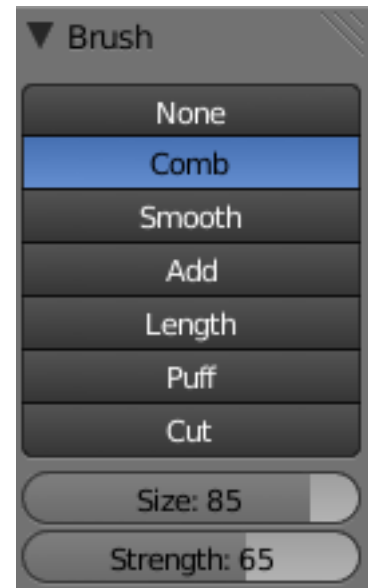 Brush
None
Comb
Smooth
Add
Length
Puff
Cut
Size: 85
Strength: 65